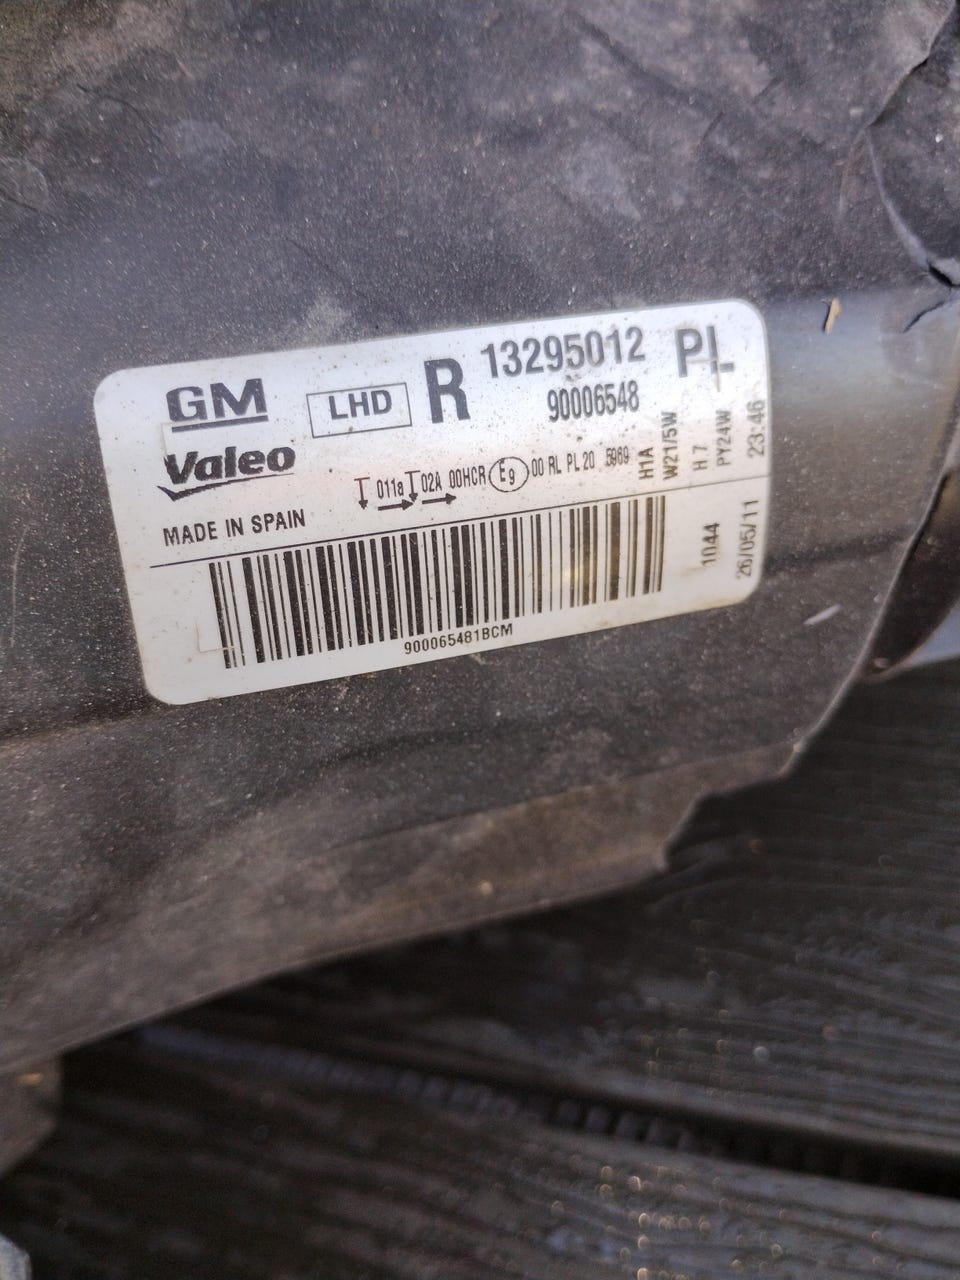 GM
LHD
R
13295012
PL
90006548
Valeo
011a 02A 00HCR E9 00 RL PL 20 5969
MADE IN SPAIN
H1A
W21/5W
H.7
PY24W
23:46
1044
26/05/11
900065481BCM